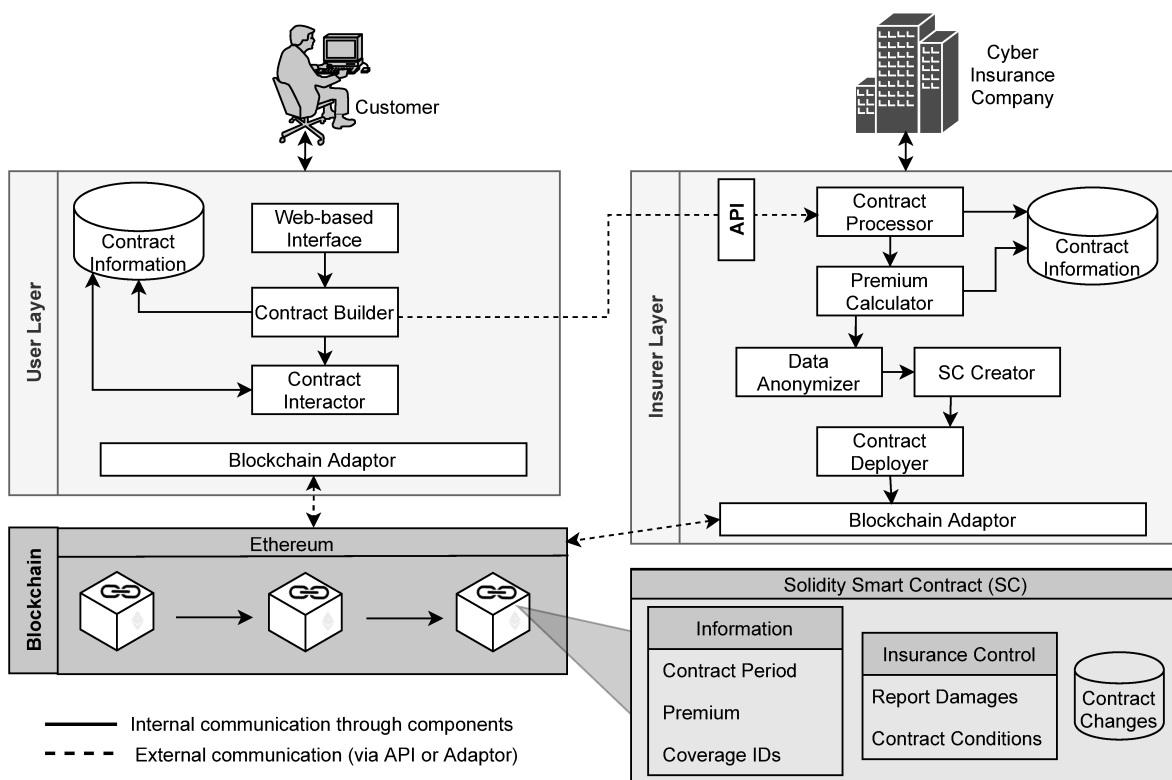 Customer
Cyber
Insurance
Company
User Layer
Contract
Information
Web-based
Interface
Contract Builder
Contract
Interactor
Blockchain Adaptor
Insurer Layer
API
Contract
Processor
Contract
Information
Premium
Calculator
Data
Anonymizer
SC Creator
Contract
Deployer
Blockchain Adaptor
Blockchain
Ethereum
Solidity Smart Contract (SC)
Information
Contract Period
Premium
Coverage IDs
Insurance Control
Report Damages
Contract Conditions
Contract
Changes
Internal communication through components
External communication (via API or Adaptor)